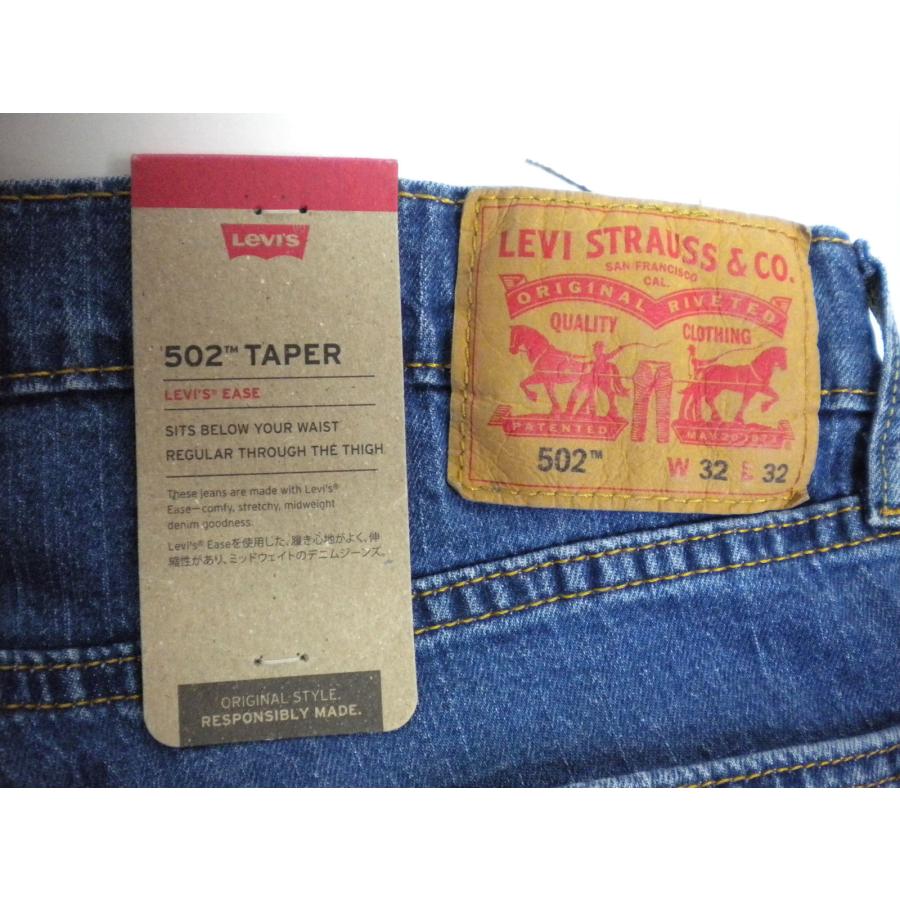 LEVI'S
502™ TAPER
LEVI'S® EASE
SITS BELOW YOUR WAIST
REGULAR THROUGH THE THIGH
These jeans are made with Levi's®
Ease—comfy, stretchy, midweight
denim goodness.
Levi's® Easeを使用した、履き心地がよく、伸
縮性があり、ミッドウェイトのデニムジーンズ。
ORIGINAL STYLE.
RESPONSIBLY MADE.
LEVI STRAUSS & CO.
SAN FRANCISCO
CAL.
ORIGINAL RIVETED
QUALITY CLOTHING
PATENTED MAY 20 1873
502™ W 32 L 32